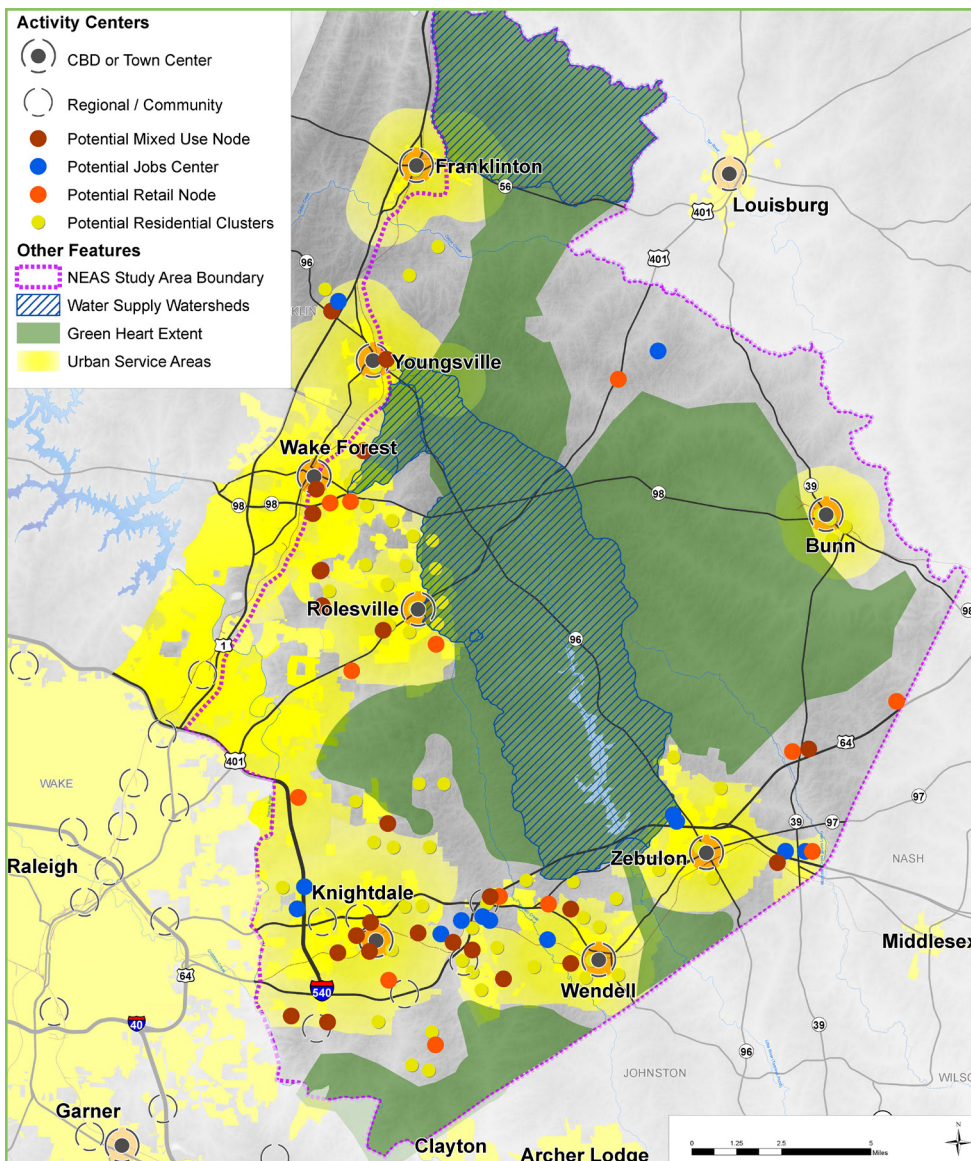 Activity Centers
CBD or Town Center
Regional / Community
Potential Mixed Use Node
Potential Jobs Center
Potential Retail Node
Potential Residential Clusters
Other Features
NEAS Study Area Boundary
Water Supply Watersheds
Green Heart Extent
Urban Service Areas
Franklinton
56
Louisburg
401
401
96
KLIN
Youngsville
Wake Forest
98
98
98
39
Bunn
98
Rolesville
96
1
401
64
WAKE
97
39
97
Raleigh
Zebulon
NASH
Knightdale
Middlesex
64
Wendell
540
40
39
96
JOHNSTON
WILSO
Garner
Clayton
Archer Lodge
N
0 1.25 2.5 5
Miles